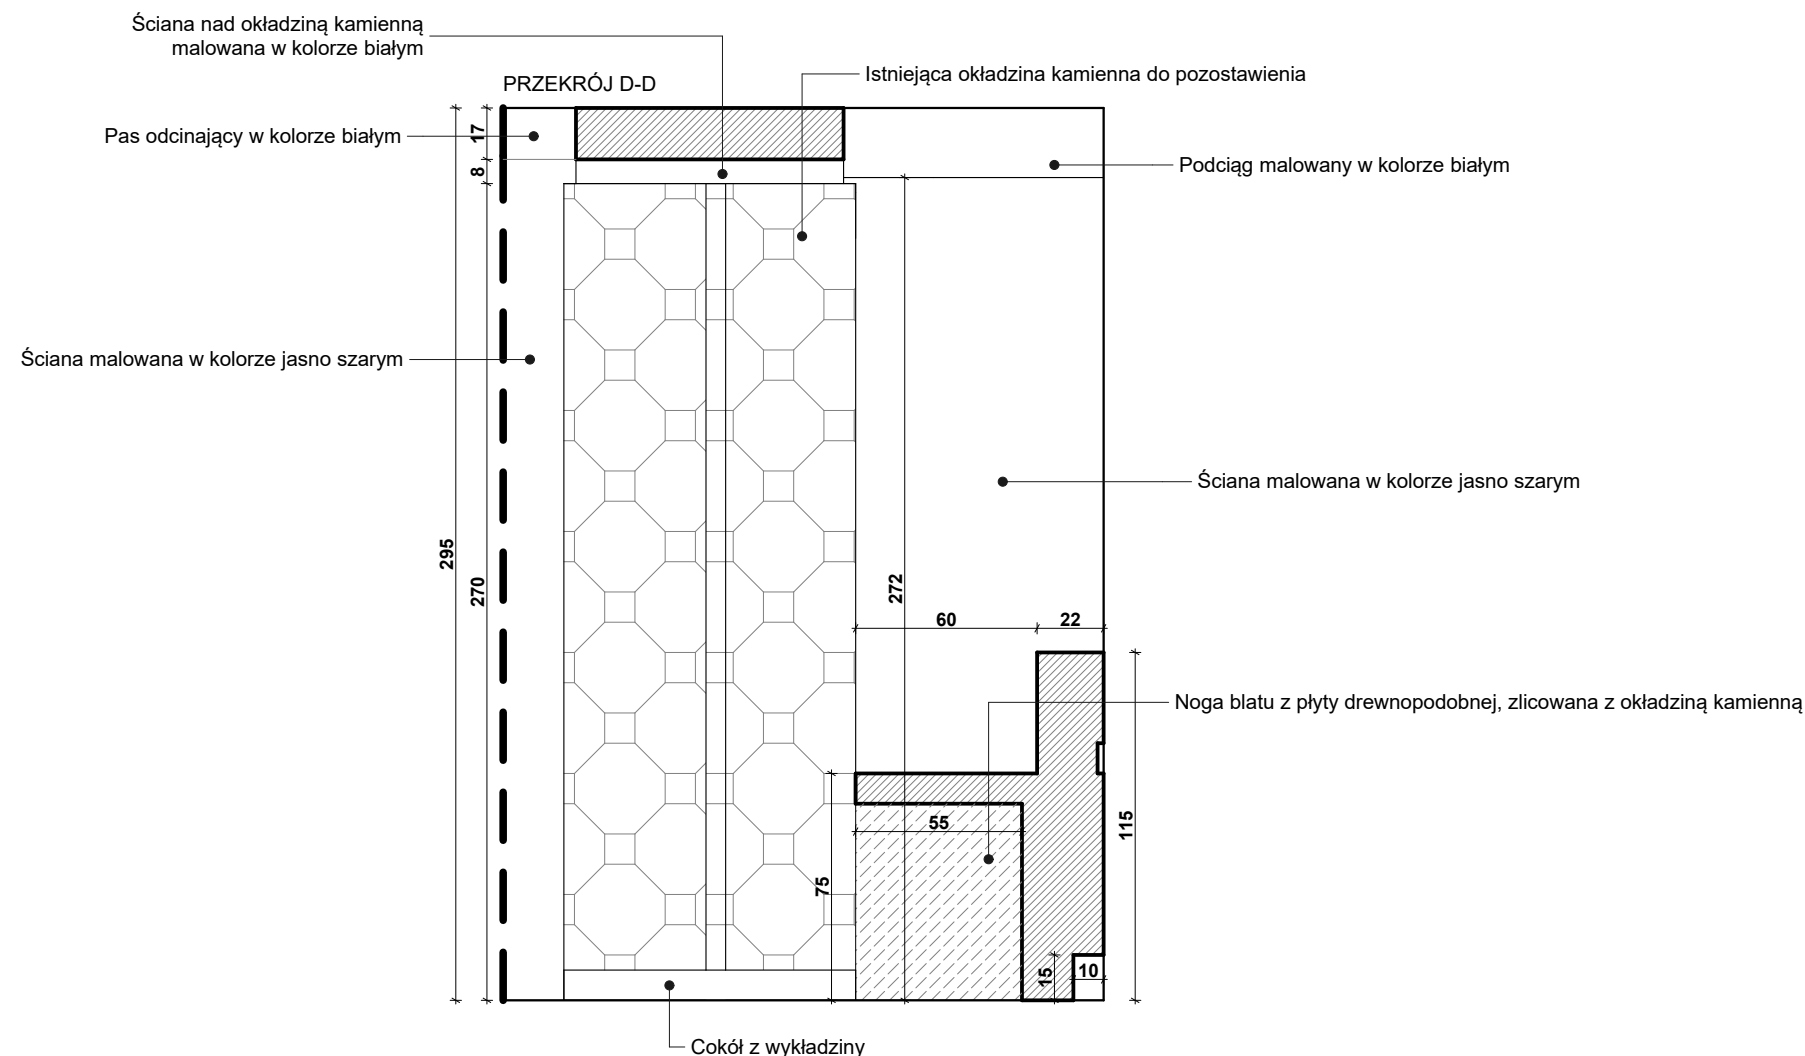 Ściana nad okładziną kamienną
malowana w kolorze białym
PRZEKRÓJ D-D
Istniejąca okładzina kamienna do pozostawienia
Pas odcinający w kolorze białym
17
Podciąg malowany w kolorze białym
8
Ściana malowana w kolorze jasno szarym
Ściana malowana w kolorze jasno szarym
295
270
272
60
22
Noga blatu z płyty drewnopodobnej, zlicowana z okładziną kamienną
55
115
75
15
10
Cokół z wykładziny